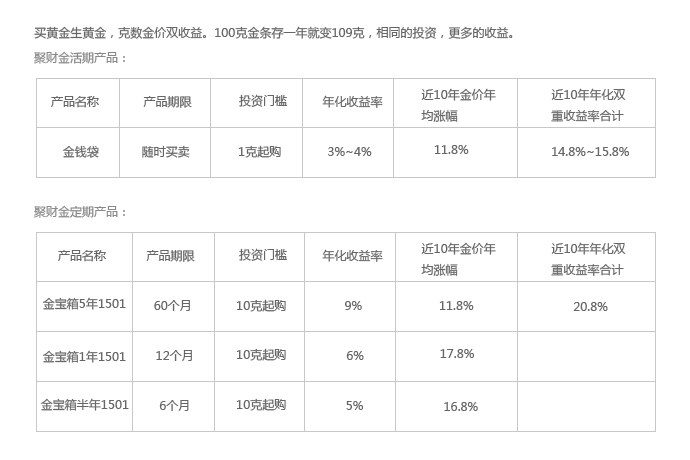 买黄金生黄金，克数金价双收益。100克金条存一年就变109克，相同的投资，更多的收益。
聚财金活期产品：
产品名称 产品期限 投资门槛 年化收益率 近10年金价年均涨幅 近10年年化双重收益率合计
金钱袋 随时买卖 1克起购 3%~4% 11.8% 14.8%~15.8%
聚财金定期产品：
产品名称 产品期限 投资门槛 年化收益率 近10年金价年均涨幅 近10年年化双重收益率合计
金宝箱5年1501 60个月 10克起购 9% 11.8% 20.8%
金宝箱1年1501 12个月 10克起购 6% 17.8%
金宝箱半年1501 6个月 10克起购 5% 16.8%